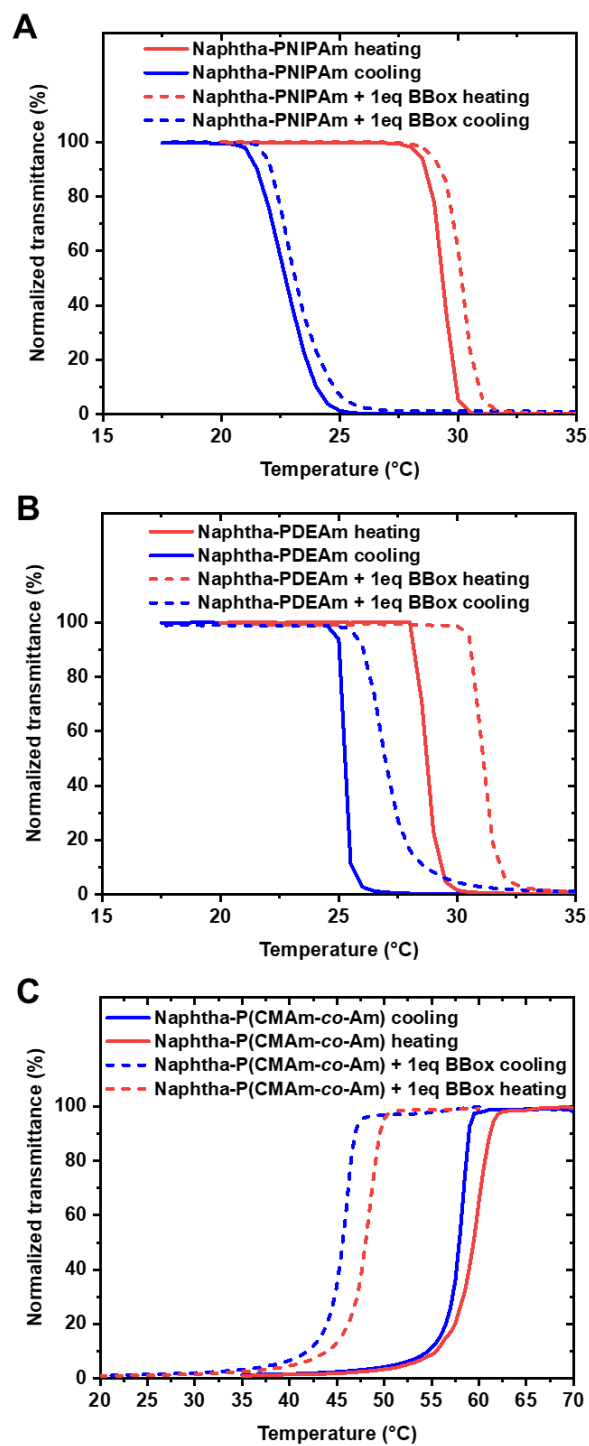 A
Naphtha-PNIPAm heating
Naphtha-PNIPAm cooling
Naphtha-PNIPAm + 1eq BBox heating
Naphtha-PNIPAm + 1eq BBox cooling
Normalized transmittance (%)
100
80
60
40
20
0
15 20 25 30 35
Temperature (°C)
B
Naphtha-PDEAm heating
Naphtha-PDEAm cooling
Naphtha-PDEAm + 1eq BBox heating
Naphtha-PDEAm + 1eq BBox cooling
Normalized transmittance (%)
100
80
60
40
20
0
15 20 25 30 35
Temperature (°C)
C
Naphtha-P(CMAm-co-Am) cooling
Naphtha-P(CMAm-co-Am) heating
Naphtha-P(CMAm-co-Am) + 1eq BBox cooling
Naphtha-P(CMAm-co-Am) + 1eq BBox heating
Normalized transmittance (%)
100
80
60
40
20
0
20 25 30 35 40 45 50 55 60 65 70
Temperature (°C)